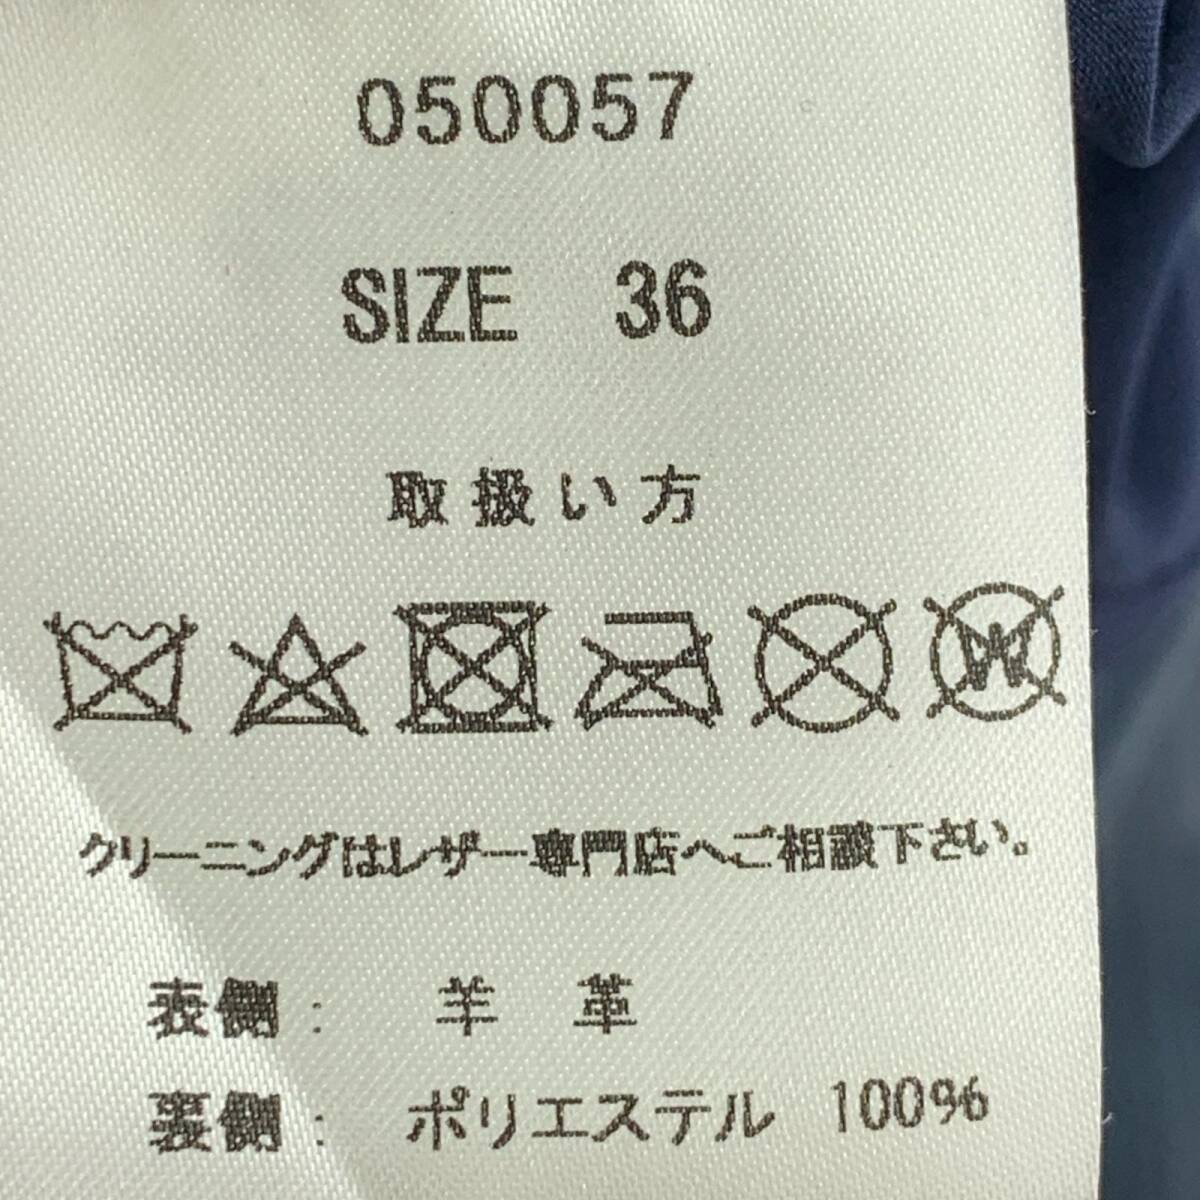 050057
SIZE 36
取扱い方
W
クリーニングはレザー専門店へご相談下さい。
表側: 羊革
裏側: ポリエステル 100%